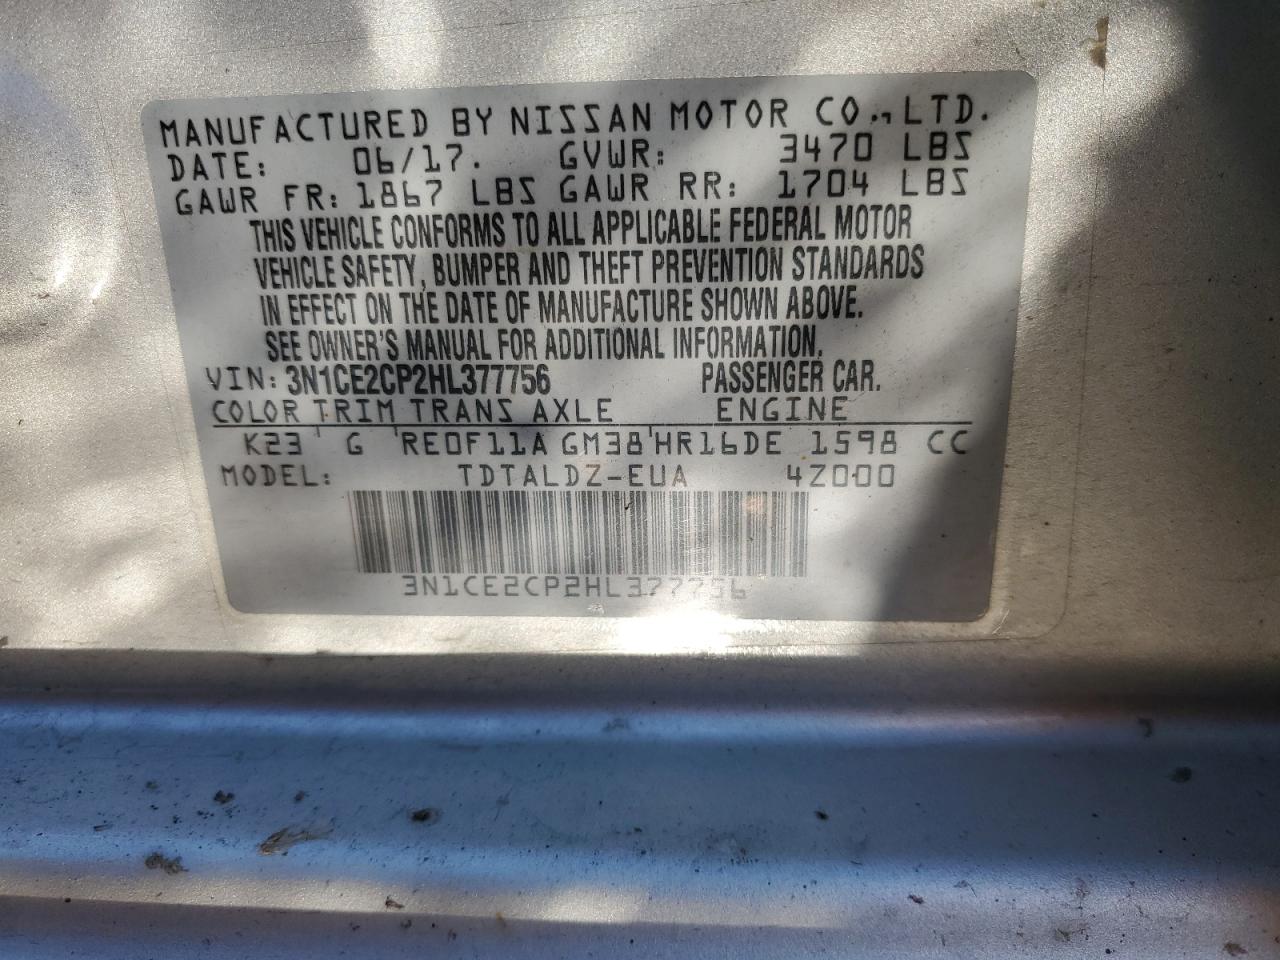 MANUFACTURED BY NISSAN MOTOR CO., LTD.
DATE: 06/17. GVWR: 3470 LBS
GAWR FR: 1867 LBS GAWR RR: 1704 LBS
THIS VEHICLE CONFORMS TO ALL APPLICABLE FEDERAL MOTOR
VEHICLE SAFETY, BUMPER AND THEFT PREVENTION STANDARDS
IN EFFECT ON THE DATE OF MANUFACTURE SHOWN ABOVE.
SEE OWNER'S MANUAL FOR ADDITIONAL INFORMATION.
VIN: 3N1CE2CP2HL377756 PASSENGER CAR.
COLOR TRIM TRANS AXLE ENGINE
K23 G RE0F11A GM38 HR16DE 1598 CC
MODEL: TDTALDZ-EUA 4Z000
3N1CE2CP2HL377756